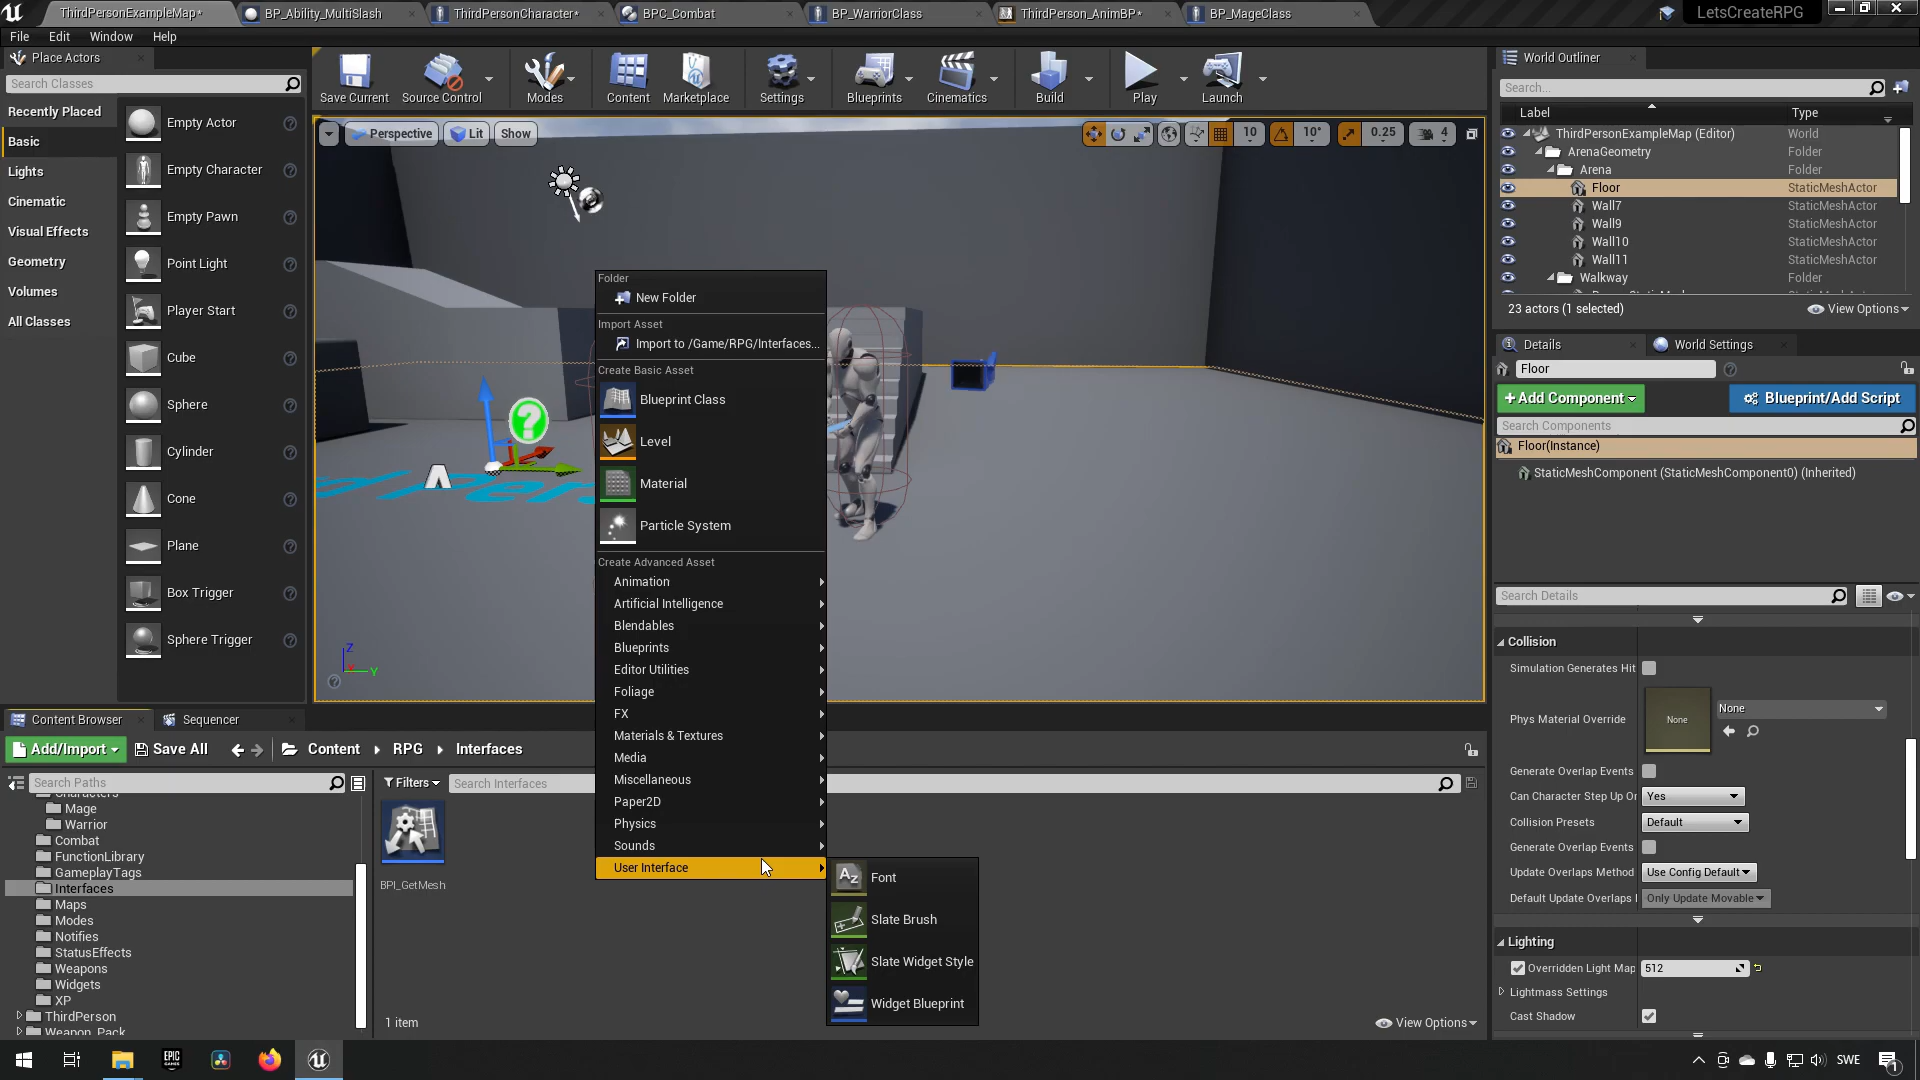 ThirdPersonExampleMap*
BP_Ability_MultiSlash
ThirdPersonCharacter*
BPC_Combat
BP_WarriorClass
ThirdPerson_AnimBP*
BP_MageClass
LetsCreateRPG
File
Edit
Window
Help
Place Actors
Search Classes
Recently Placed
Basic
Lights
Cinematic
Visual Effects
Geometry
Volumes
All Classes
Empty Actor
Empty Character
Empty Pawn
Point Light
Player Start
Cube
Sphere
Cylinder
Cone
Plane
Box Trigger
Sphere Trigger
Save Current
Source Control
Modes
Content
Marketplace
Settings
Blueprints
Cinematics
Build
Play
Launch
Perspective
Lit
Show
10
10°
0.25
4
Z
Y
Folder
New Folder
Import Asset
Import to /Game/RPG/Interfaces...
Create Basic Asset
Blueprint Class
Level
Material
Particle System
Create Advanced Asset
Animation
Artificial Intelligence
Blendables
Blueprints
Editor Utilities
Foliage
FX
Materials & Textures
Media
Miscellaneous
Paper2D
Physics
Sounds
User Interface
Font
Slate Brush
Slate Widget Style
Widget Blueprint
World Outliner
Search...
Label
Type
ThirdPersonExampleMap (Editor)
World
ArenaGeometry
Folder
Arena
Folder
Floor
StaticMeshActor
Wall7
StaticMeshActor
Wall9
StaticMeshActor
Wall10
StaticMeshActor
Wall11
StaticMeshActor
Walkway
Folder
23 actors (1 selected)
View Options
Details
World Settings
Floor
+Add Component
Blueprint/Add Script
Search Components
Floor(Instance)
StaticMeshComponent (StaticMeshComponent0) (Inherited)
Search Details
Collision
Simulation Generates Hit
Phys Material Override
None
None
Generate Overlap Events
Can Character Step Up Or
Yes
Collision Presets
Default
Generate Overlap Events
Update Overlaps Method
Use Config Default
Default Update Overlaps
Only Update Movable
Lighting
Overridden Light Map
512
Lightmass Settings
Cast Shadow
Content Browser
Sequencer
Add/Import
Save All
Content
RPG
Interfaces
Search Paths
Filters
Search Interfaces
Characters
Mage
Warrior
Combat
FunctionLibrary
GameplayTags
Interfaces
Maps
Modes
Notifies
StatusEffects
Weapons
Widgets
XP
ThirdPerson
Weapon_Pack
BPI_GetMesh
1 item
View Options
EPIC GAMES
SWE
1